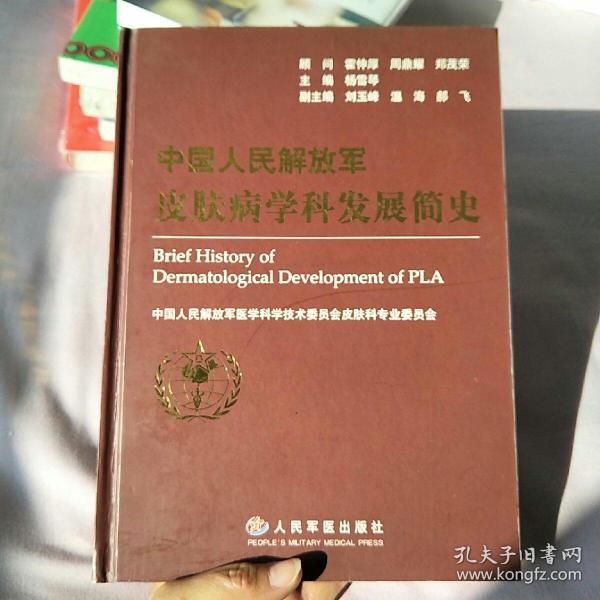 顾 问 霍仲厚 周鼎耀 郑茂荣
主 编 杨雪琴
副主编 刘玉峰 温 海 郝 飞
中国人民解放军
皮肤病学科发展简史
Brief History of
Dermatological Development of PLA
中国人民解放军医学科学技术委员会皮肤科专业委员会
人民军医出版社
PEOPLE'S MILITARY MEDICAL PRESS
孔夫子旧书网
www.kongfz.com